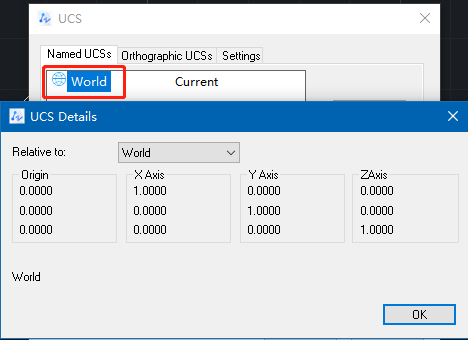 UCS
Named UCSs Orthographic UCSs Settings
World Current
UCS Details
Relative to: World
Origin X Axis Y Axis ZAxis
0.0000 1.0000 0.0000 0.0000
0.0000 0.0000 1.0000 0.0000
0.0000 0.0000 0.0000 1.0000
World
OK